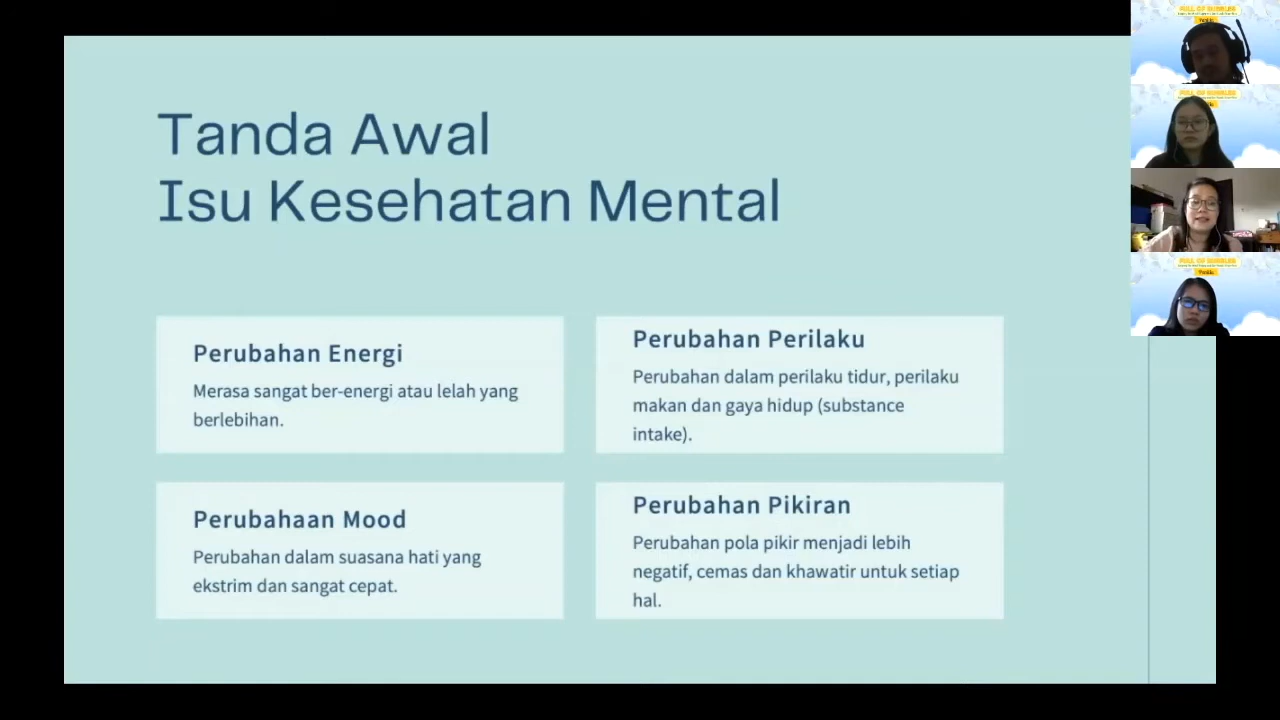 Tanda Awal
Isu Kesehatan Mental
Perubahan Energi
Merasa sangat ber-energi atau lelah yang
berlebihan.
Perubahan Perilaku
Perubahan dalam perilaku tidur, perilaku
makan dan gaya hidup (substance
intake).
Perubahaan Mood
Perubahan dalam suasana hati yang
ekstrim dan sangat cepat.
Perubahan Pikiran
Perubahan pola pikir menjadi lebih
negatif, cemas dan khawatir untuk setiap
hal.